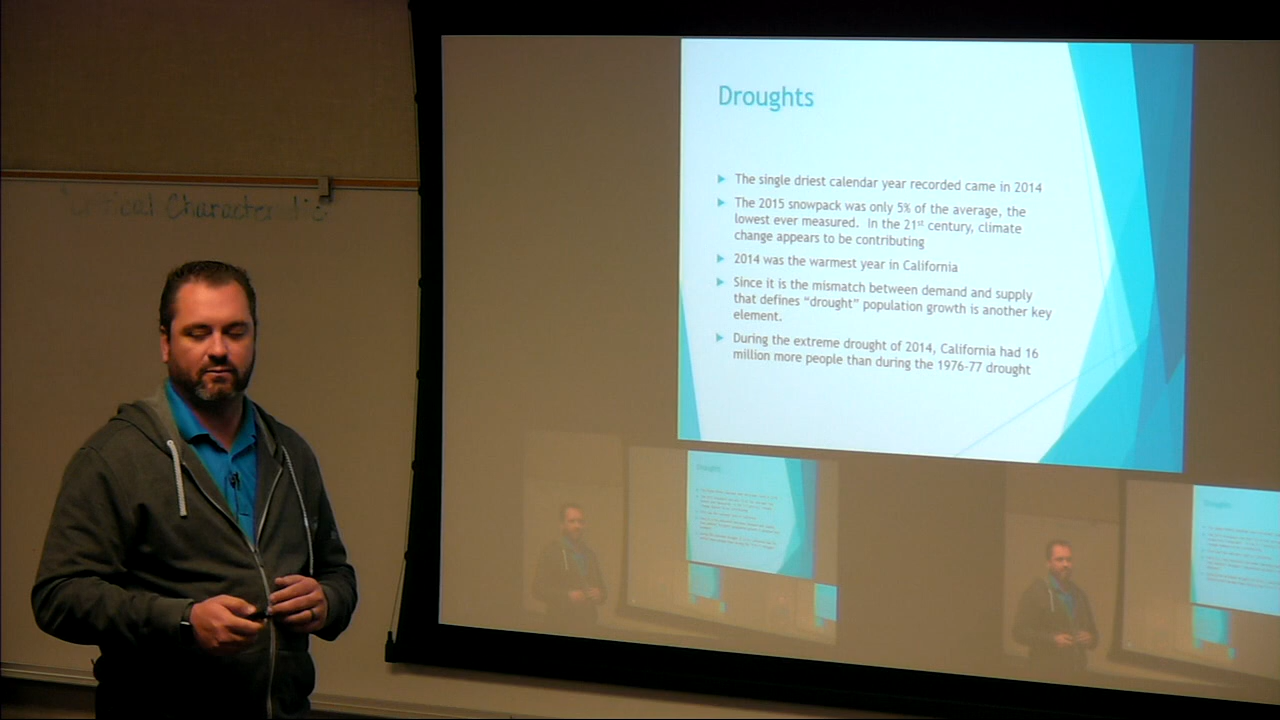 Critical Characteristics
Droughts
The single driest calendar year recorded came in 2014
The 2015 snowpack was only 5% of the average, the
lowest ever measured. In the 21st century, climate
change appears to be contributing
2014 was the warmest year in California
Since it is the mismatch between demand and supply
that defines “drought” population growth is another key
element.
During the extreme drought of 2014, California had 16
million more people than during the 1976-77 drought
Droughts